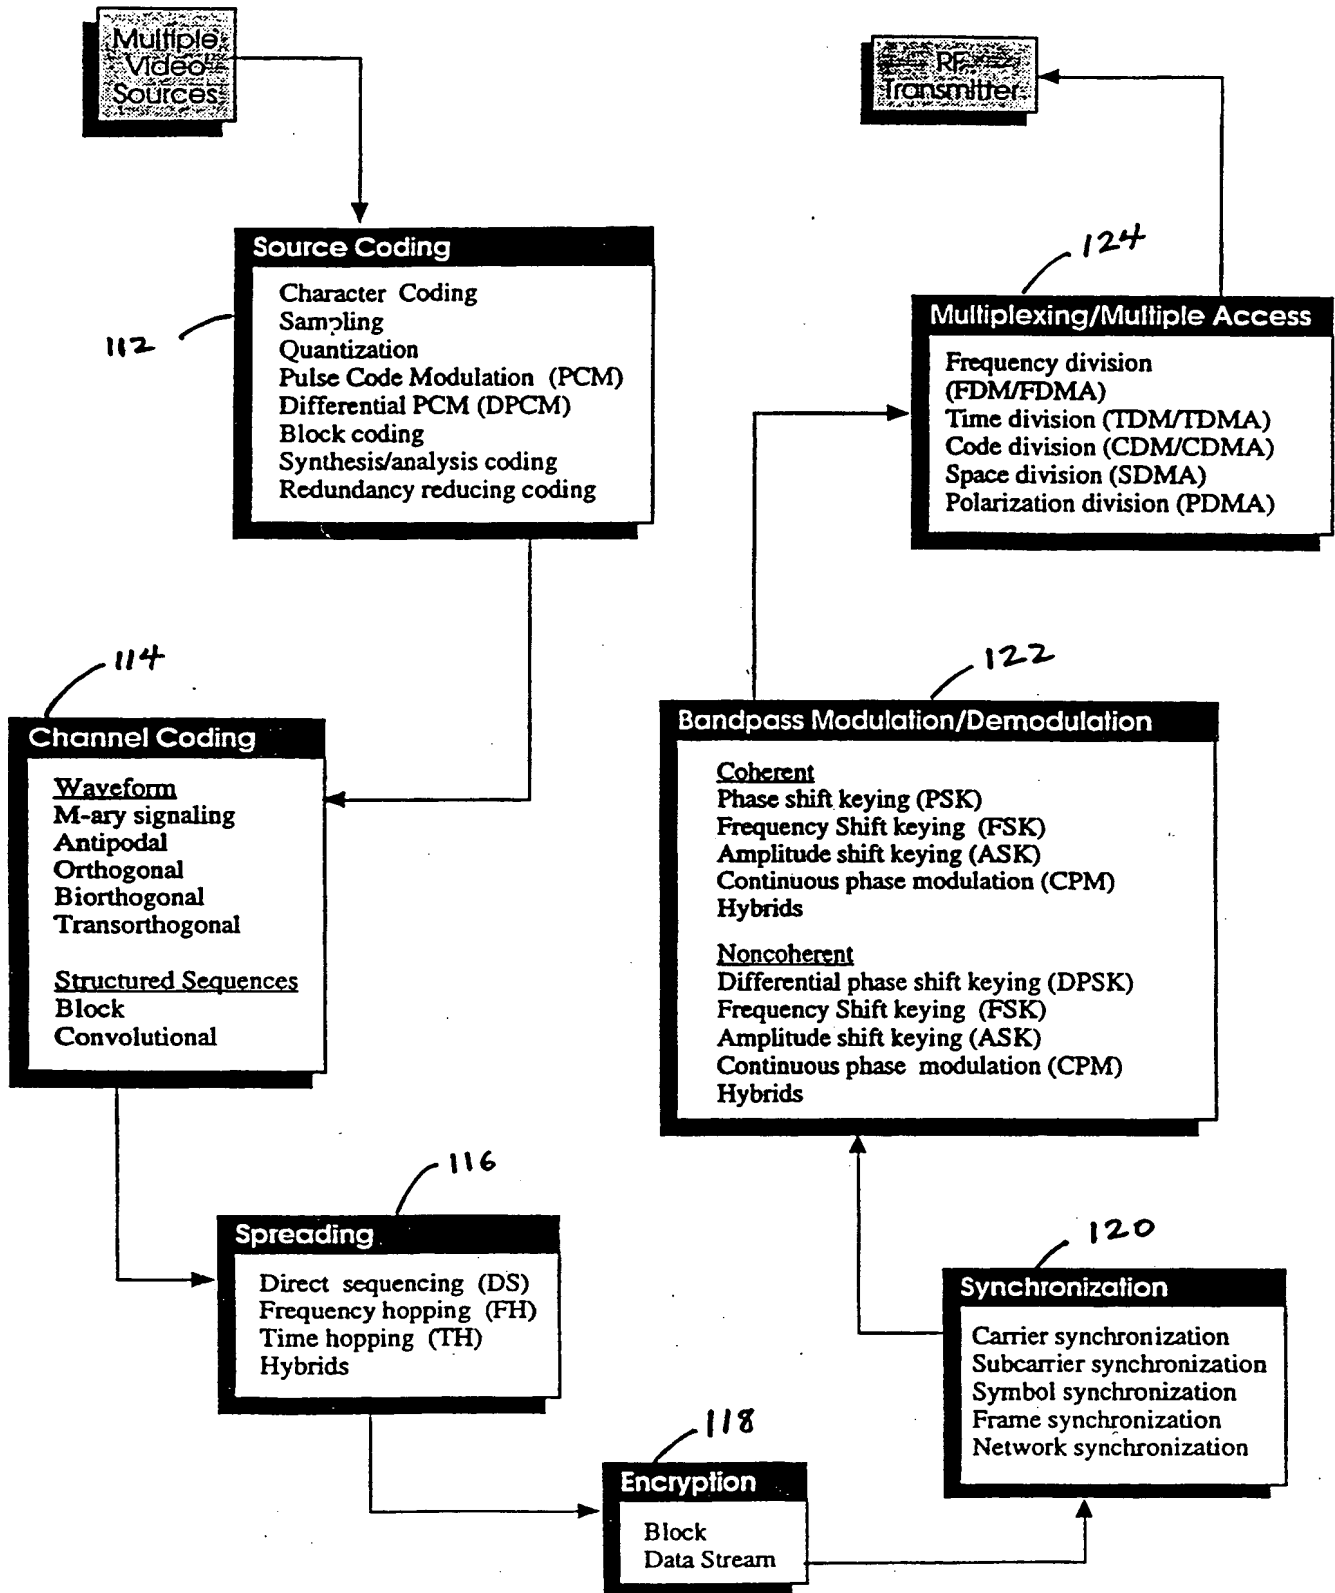 Multiple
Video
Sources
RF
Transmitter
124
Source Coding
Character Coding
Sampling
Quantization
Pulse Code Modulation (PCM)
Differential PCM (DPCM)
Block coding
Synthesis/analysis coding
Redundancy reducing coding
112
Multiplexing/Multiple Access
Frequency division
(FDM/FDMA)
Time division (TDM/TDMA)
Code division (CDM/CDMA)
Space division (SDMA)
Polarization division (PDMA)
114
Channel Coding
Waveform
M-ary signaling
Antipodal
Orthogonal
Biorthogonal
Transorthogonal
Structured Sequences
Block
Convolutional
122
Bandpass Modulation/Demodulation
Coherent
Phase shift keying (PSK)
Frequency Shift keying (FSK)
Amplitude shift keying (ASK)
Continuous phase modulation (CPM)
Hybrids
Noncoherent
Differential phase shift keying (DPSK)
Frequency Shift keying (FSK)
Amplitude shift keying (ASK)
Continuous phase modulation (CPM)
Hybrids
116
Spreading
Direct sequencing (DS)
Frequency hopping (FH)
Time hopping (TH)
Hybrids
120
Synchronization
Carrier synchronization
Subcarrier synchronization
Symbol synchronization
Frame synchronization
Network synchronization
118
Encryption
Block
Data Stream